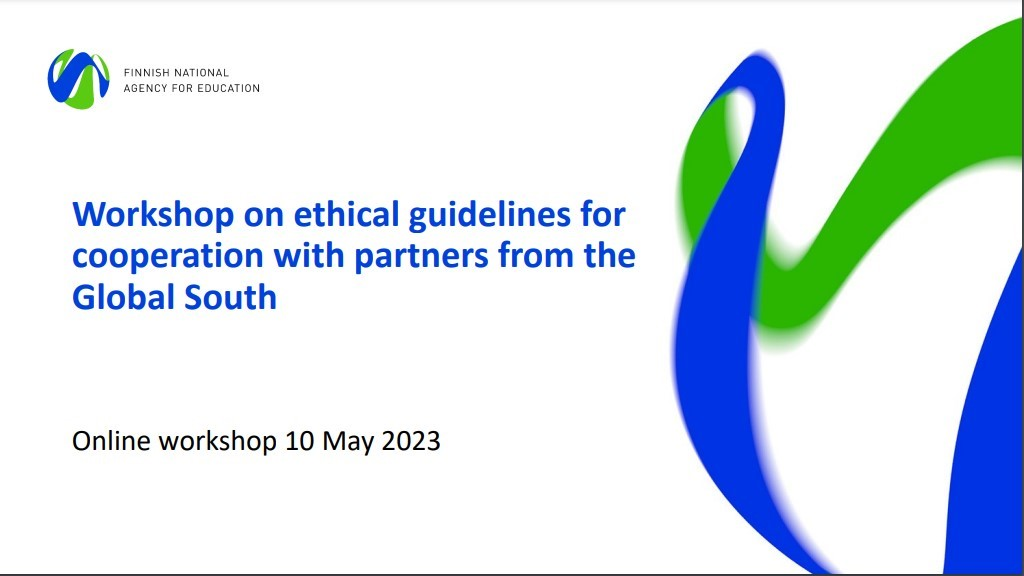 FINNISH NATIONAL
AGENCY FOR EDUCATION
Workshop on ethical guidelines for
cooperation with partners from the
Global South
Online workshop 10 May 2023